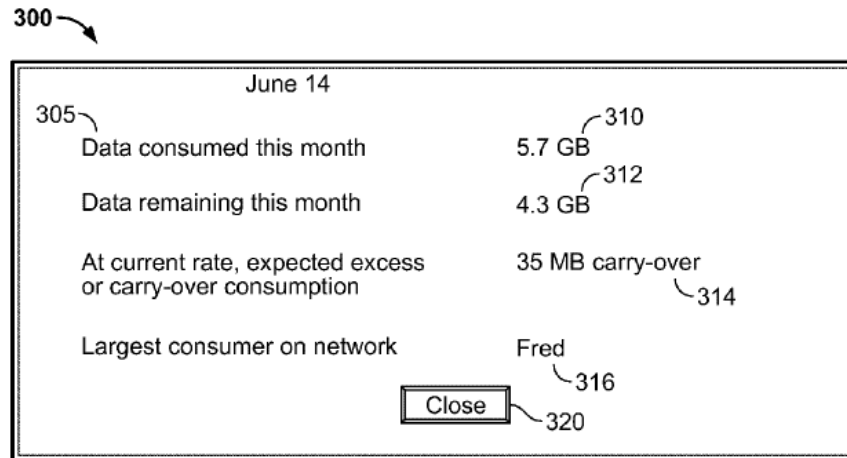 300
June 14
305
310
Data consumed this month 5.7 GB
312
Data remaining this month 4.3 GB
At current rate, expected excess 35 MB carry-over
or carry-over consumption
314
Largest consumer on network Fred
316
Close
320